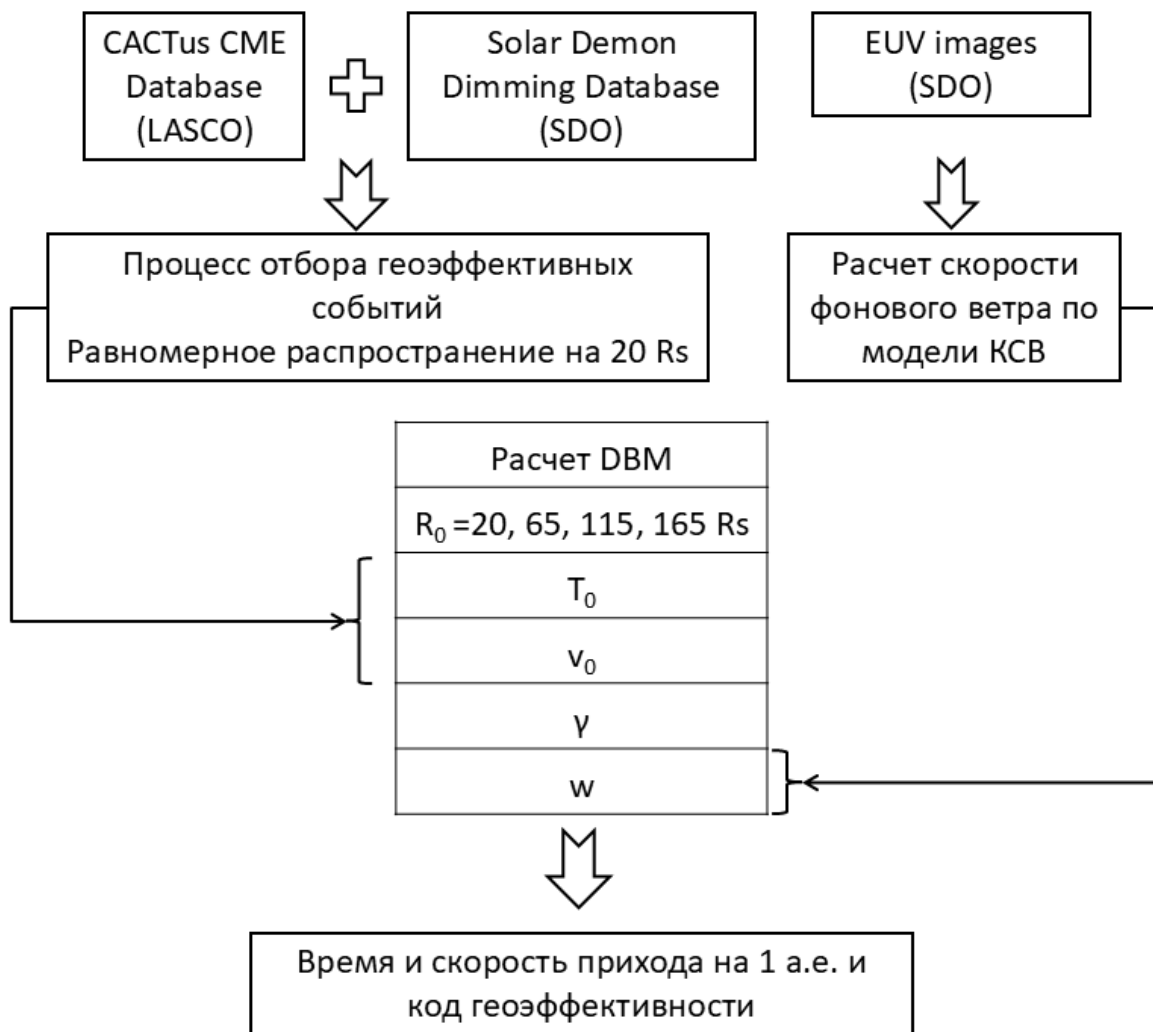 CACTus CME
Database
(LASCO)
Solar Demon
Dimming Database
(SDO)
EUV images
(SDO)
Процесс отбора геоэффективных
событий
Равномерное распространение на 20 Rs
Расчет скорости
фонового ветра по
модели КСВ
Расчет DBM
R₀ =20, 65, 115, 165 Rs
T₀
v₀
γ
w
Время и скорость прихода на 1 а.е. и
код геоэффективности